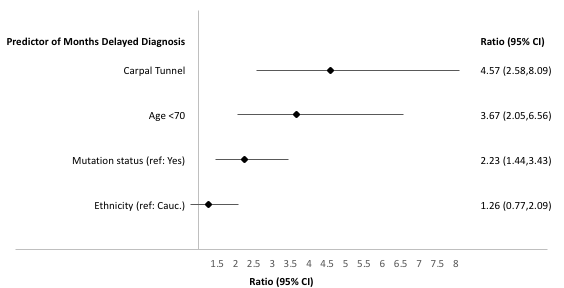 Predictor of Months Delayed Diagnosis Ratio (95% CI)
Carpal Tunnel 4.57 (2.58,8.09)
Age <70 3.67 (2.05,6.56)
Mutation status (ref: Yes) 2.23 (1.44,3.43)
Ethnicity (ref: Cauc.) 1.26 (0.77,2.09)
1.5 2 2.5 3 3.5 4 4.5 5 5.5 6 6.5 7 7.5 8
Ratio (95% CI)